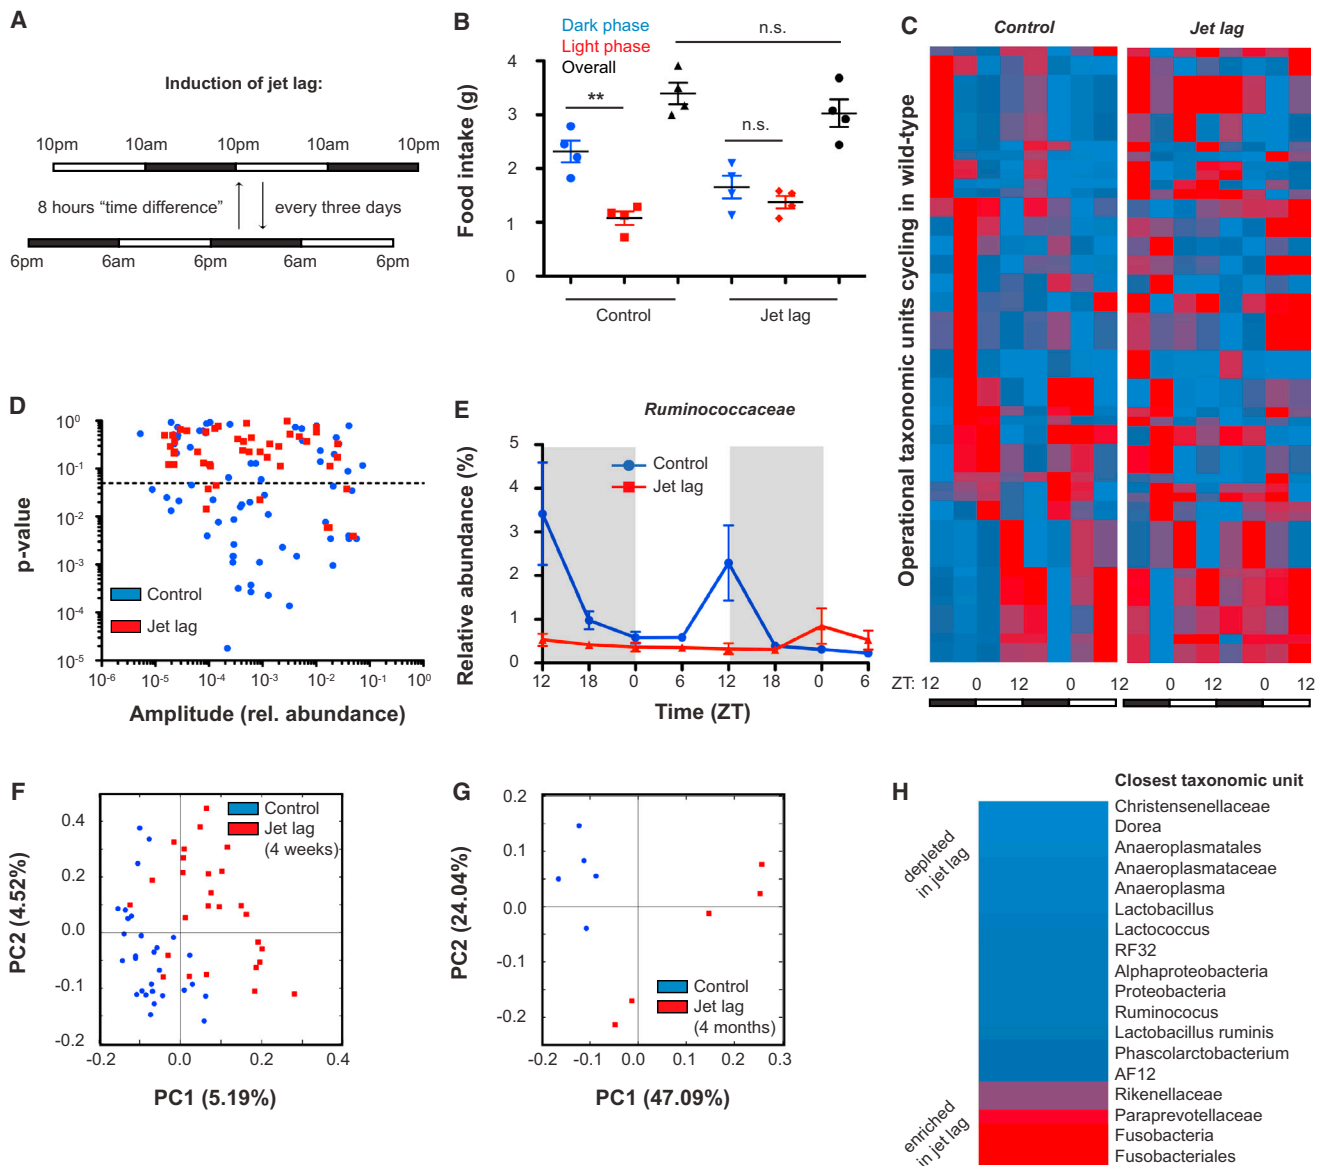 A
Induction of jet lag:
10pm 10am 10pm 10am 10pm
8 hours “time difference” every three days
6pm 6am 6pm 6am 6pm
B
Dark phase
Light phase
Overall
n.s.
**
n.s.
Food intake (g)
4
3
2
1
0
Control Jet lag
C
Control Jet lag
Operational taxonomic units cycling in wild-type
ZT: 12 0 12 0 12 0 12 0 12
D
p-value
10⁰
10⁻¹
10⁻²
10⁻³
10⁻⁴
10⁻⁵
Control
Jet lag
10⁻⁶ 10⁻⁵ 10⁻⁴ 10⁻³ 10⁻² 10⁻¹ 10⁰
Amplitude (rel. abundance)
E
Ruminococcaceae
Relative abundance (%)
5
4
3
2
1
0
Control
Jet lag
12 18 0 6 12 18 0 6
Time (ZT)
F
PC2 (4.52%)
0.4
0.2
0.0
-0.1
-0.2
Control
Jet lag
(4 weeks)
-0.2 0.0 0.2 0.4
PC1 (5.19%)
G
PC2 (24.04%)
0.2
0.1
0.0
-0.1
-0.2
Control
Jet lag
(4 months)
-0.2 -0.1 0.0 0.1 0.2 0.3
PC1 (47.09%)
H
Closest taxonomic unit
depleted
in jet lag
enriched
in jet lag
Christensenellaceae
Dorea
Anaeroplasmatales
Anaeroplasmataceae
Anaeroplasma
Lactobacillus
Lactococcus
RF32
Alphaproteobacteria
Proteobacteria
Ruminococus
Lactobacillus ruminis
Phascolarctobacterium
AF12
Rikenellaceae
Paraprevotellaceae
Fusobacteria
Fusobacteriales